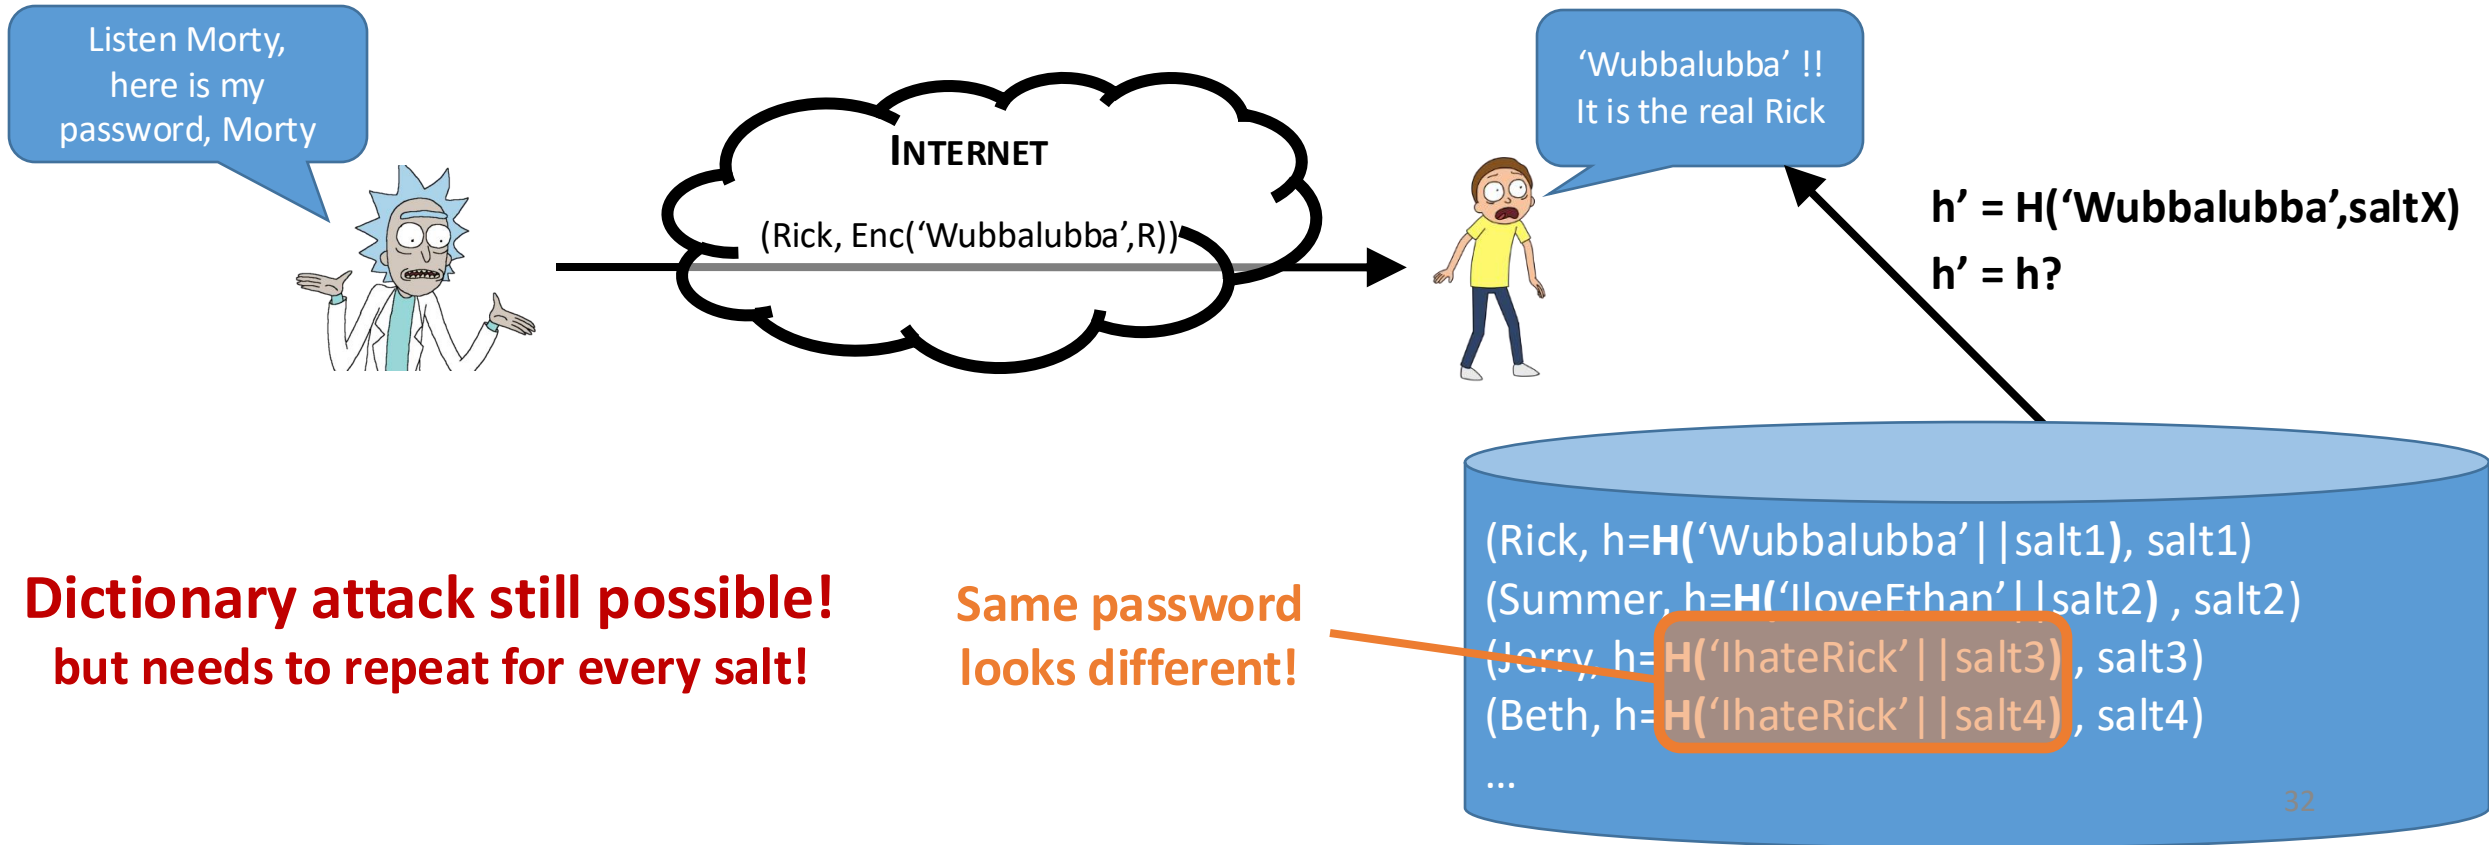 Listen Morty,
here is my
password, Morty
INTERNET
(Rick, Enc(‘Wubbalubba’,R))
‘Wubbalubba’ !!
It is the real Rick
h’ = H(‘Wubbalubba’,saltX)
h’ = h?
Dictionary attack still possible!
but needs to repeat for every salt!
Same password
looks different!
(Rick, h=H(‘Wubbalubba’||salt1), salt1)
(Summer, h=H(‘IloveEthan’||salt2) , salt2)
(Jerry, h=H(‘IhateRick’||salt3) , salt3)
(Beth, h=H(‘IhateRick’||salt4) , salt4)
...
32